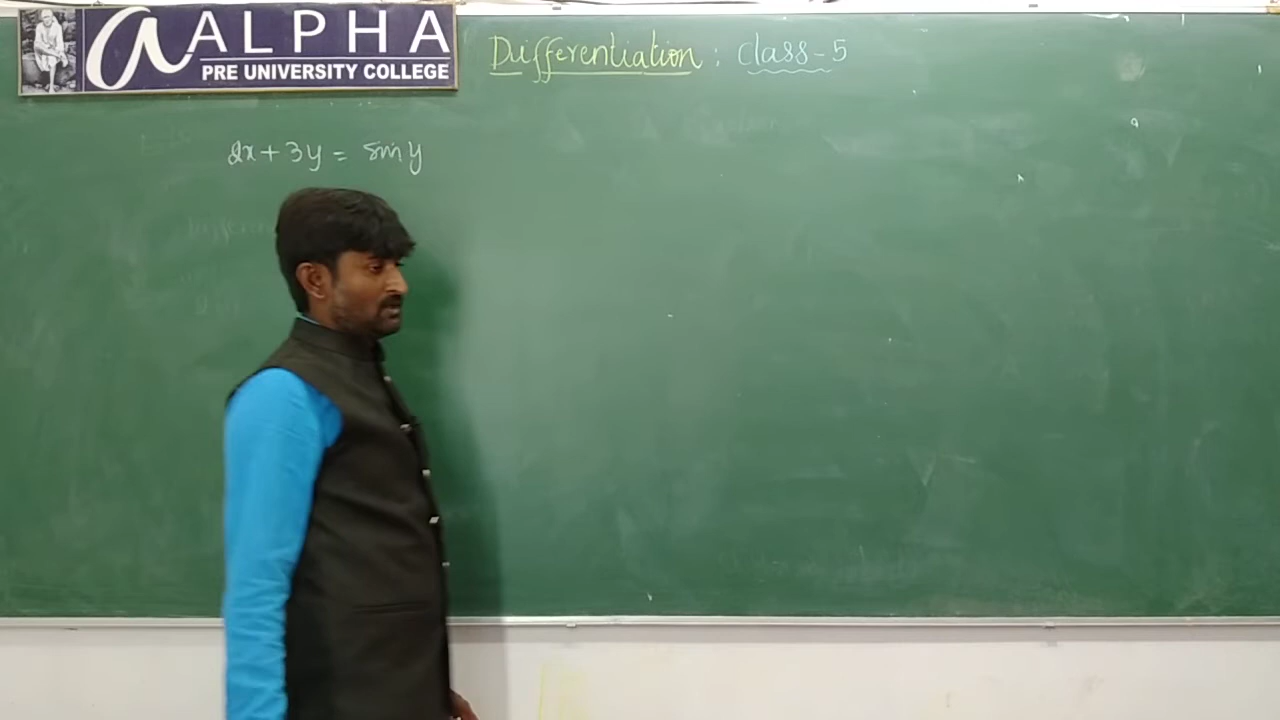 ALPHA
PRE UNIVERSITY COLLEGE
Differentiation : Class-5
2x + 3y = sin y